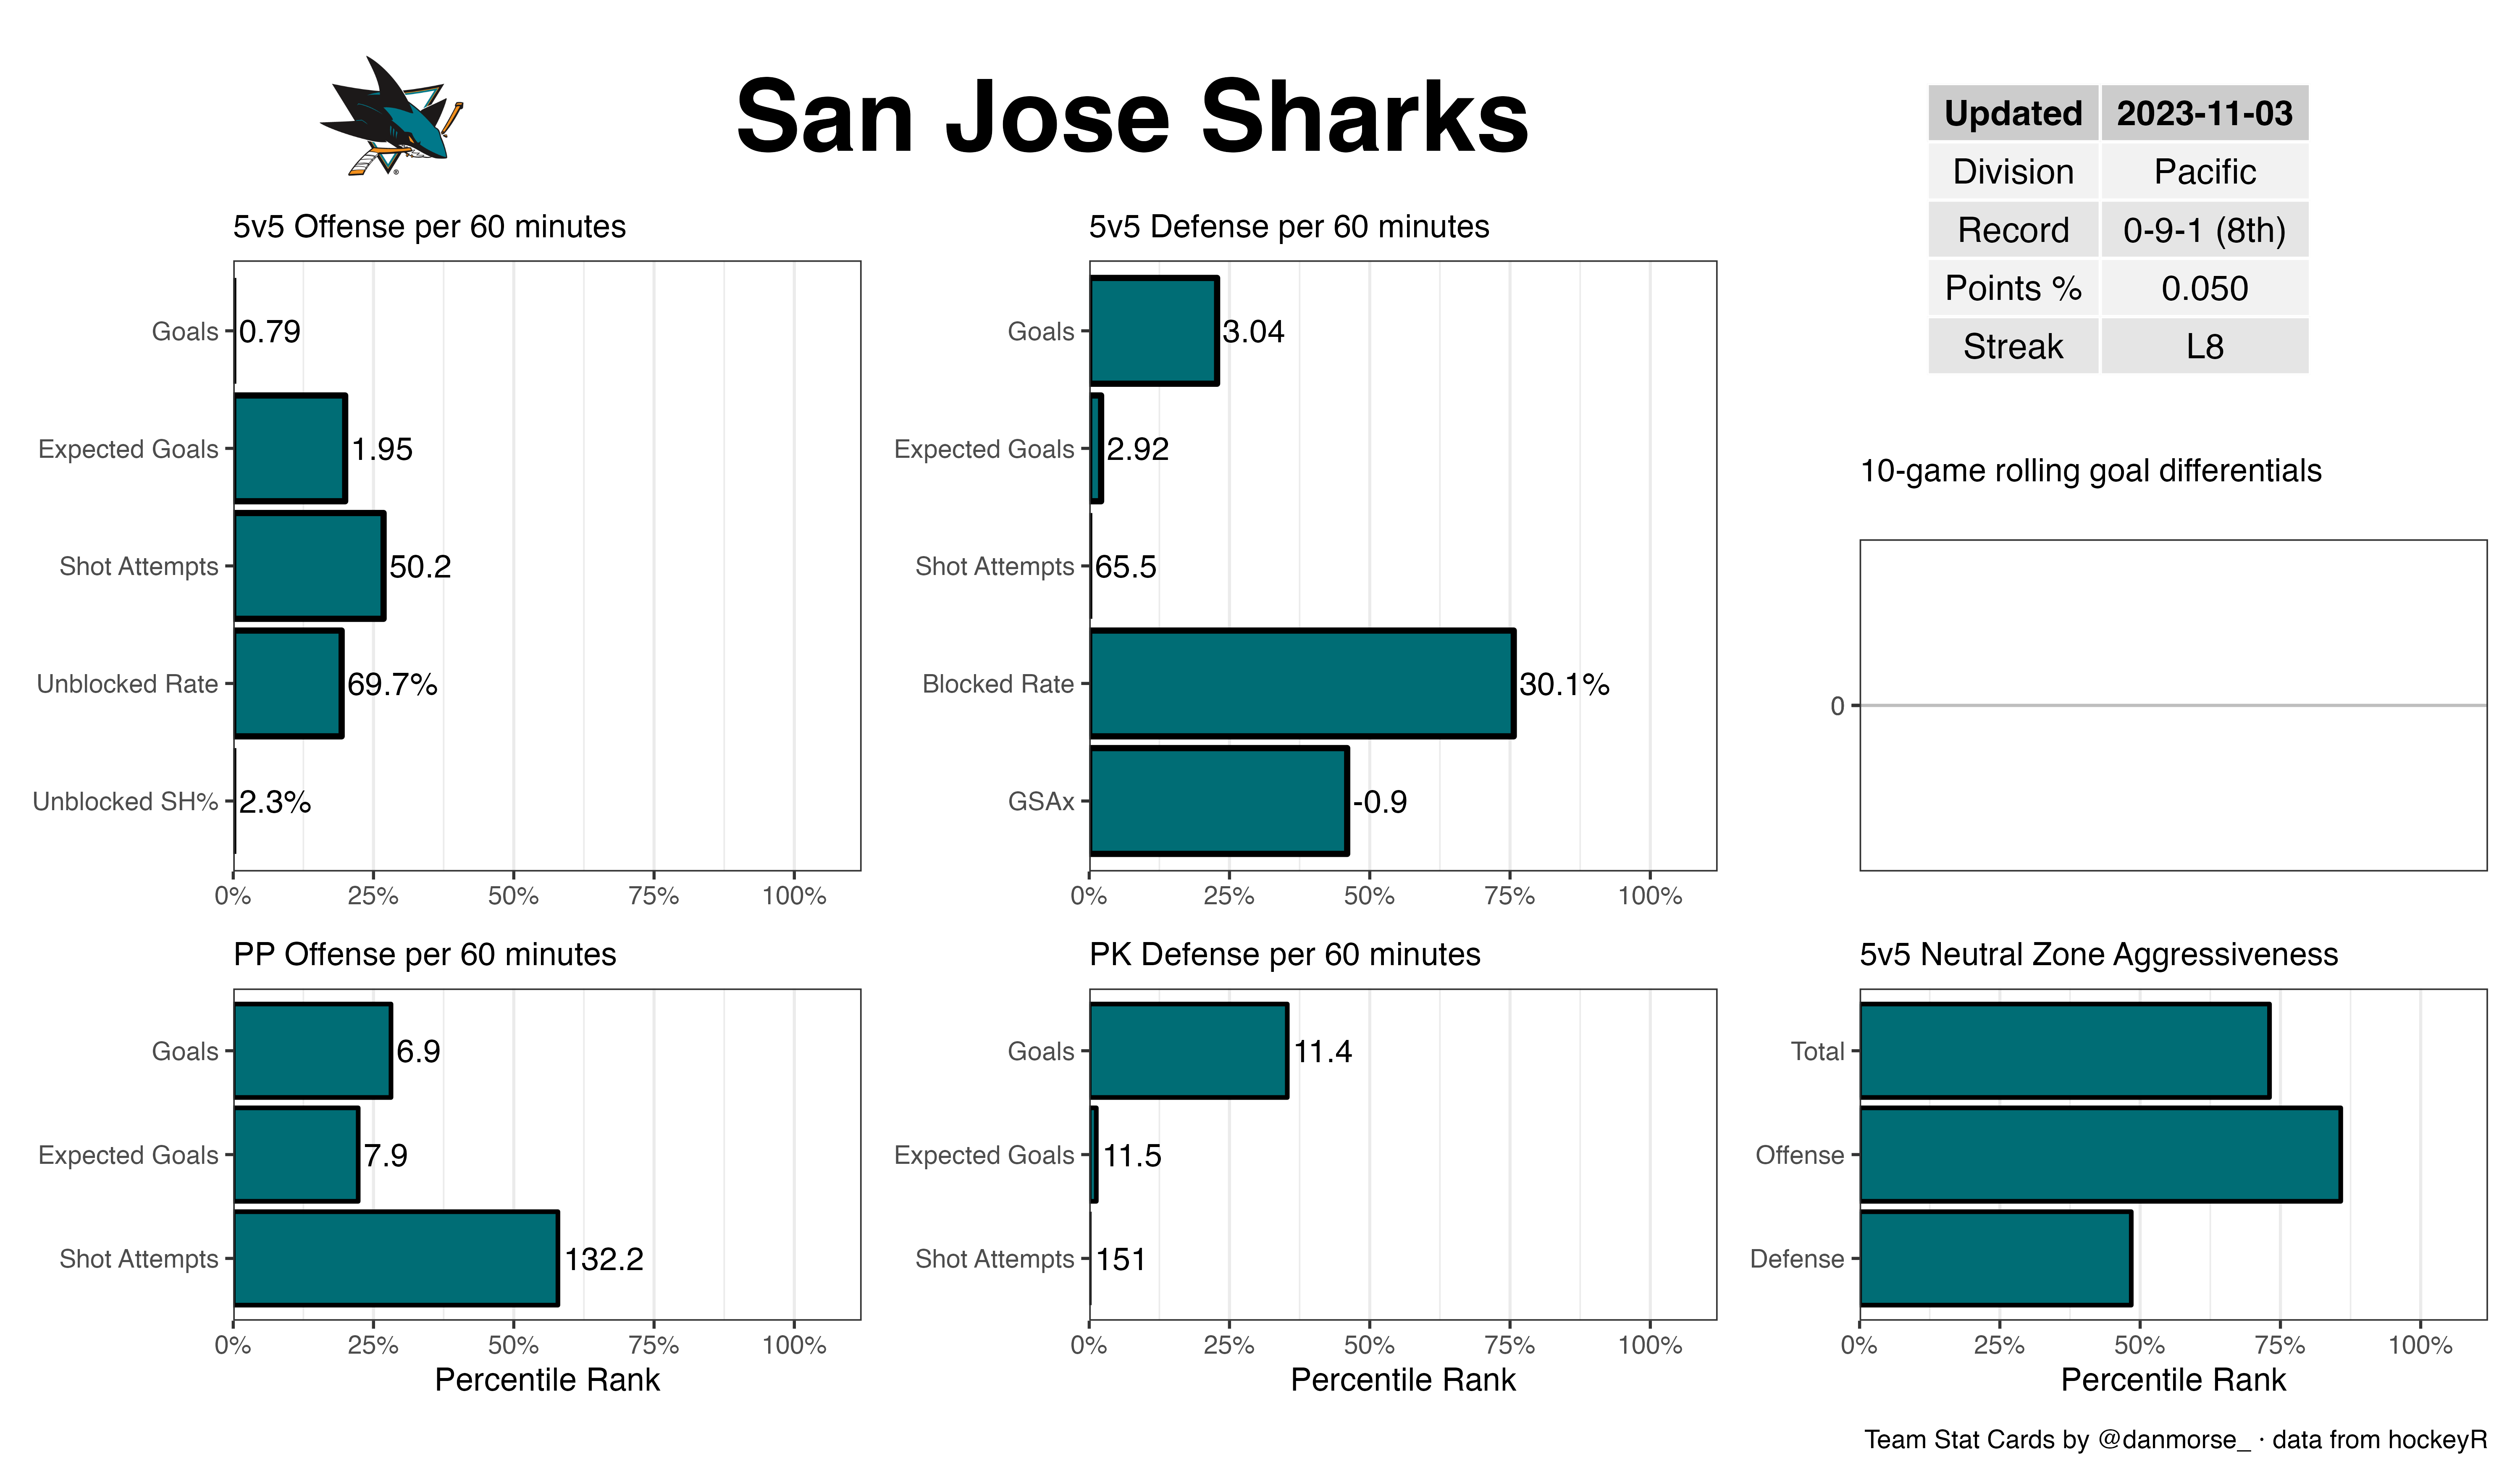 San Jose Sharks
Updated 2023-11-03
Division Pacific
Record 0-9-1 (8th)
Points % 0.050
Streak L8
5v5 Offense per 60 minutes
Goals 0.79
Expected Goals 1.95
Shot Attempts 50.2
Unblocked Rate 69.7%
Unblocked SH% 2.3%
0% 25% 50% 75% 100%
5v5 Defense per 60 minutes
Goals 3.04
Expected Goals 2.92
Shot Attempts 65.5
Blocked Rate 30.1%
GSAx -0.9
0% 25% 50% 75% 100%
10-game rolling goal differentials
0
PP Offense per 60 minutes
Goals 6.9
Expected Goals 7.9
Shot Attempts 132.2
0% 25% 50% 75% 100%
Percentile Rank
PK Defense per 60 minutes
Goals 11.4
Expected Goals 11.5
Shot Attempts 151
0% 25% 50% 75% 100%
Percentile Rank
5v5 Neutral Zone Aggressiveness
Total
Offense
Defense
0% 25% 50% 75% 100%
Percentile Rank
Team Stat Cards by @danmorse_ · data from hockeyR